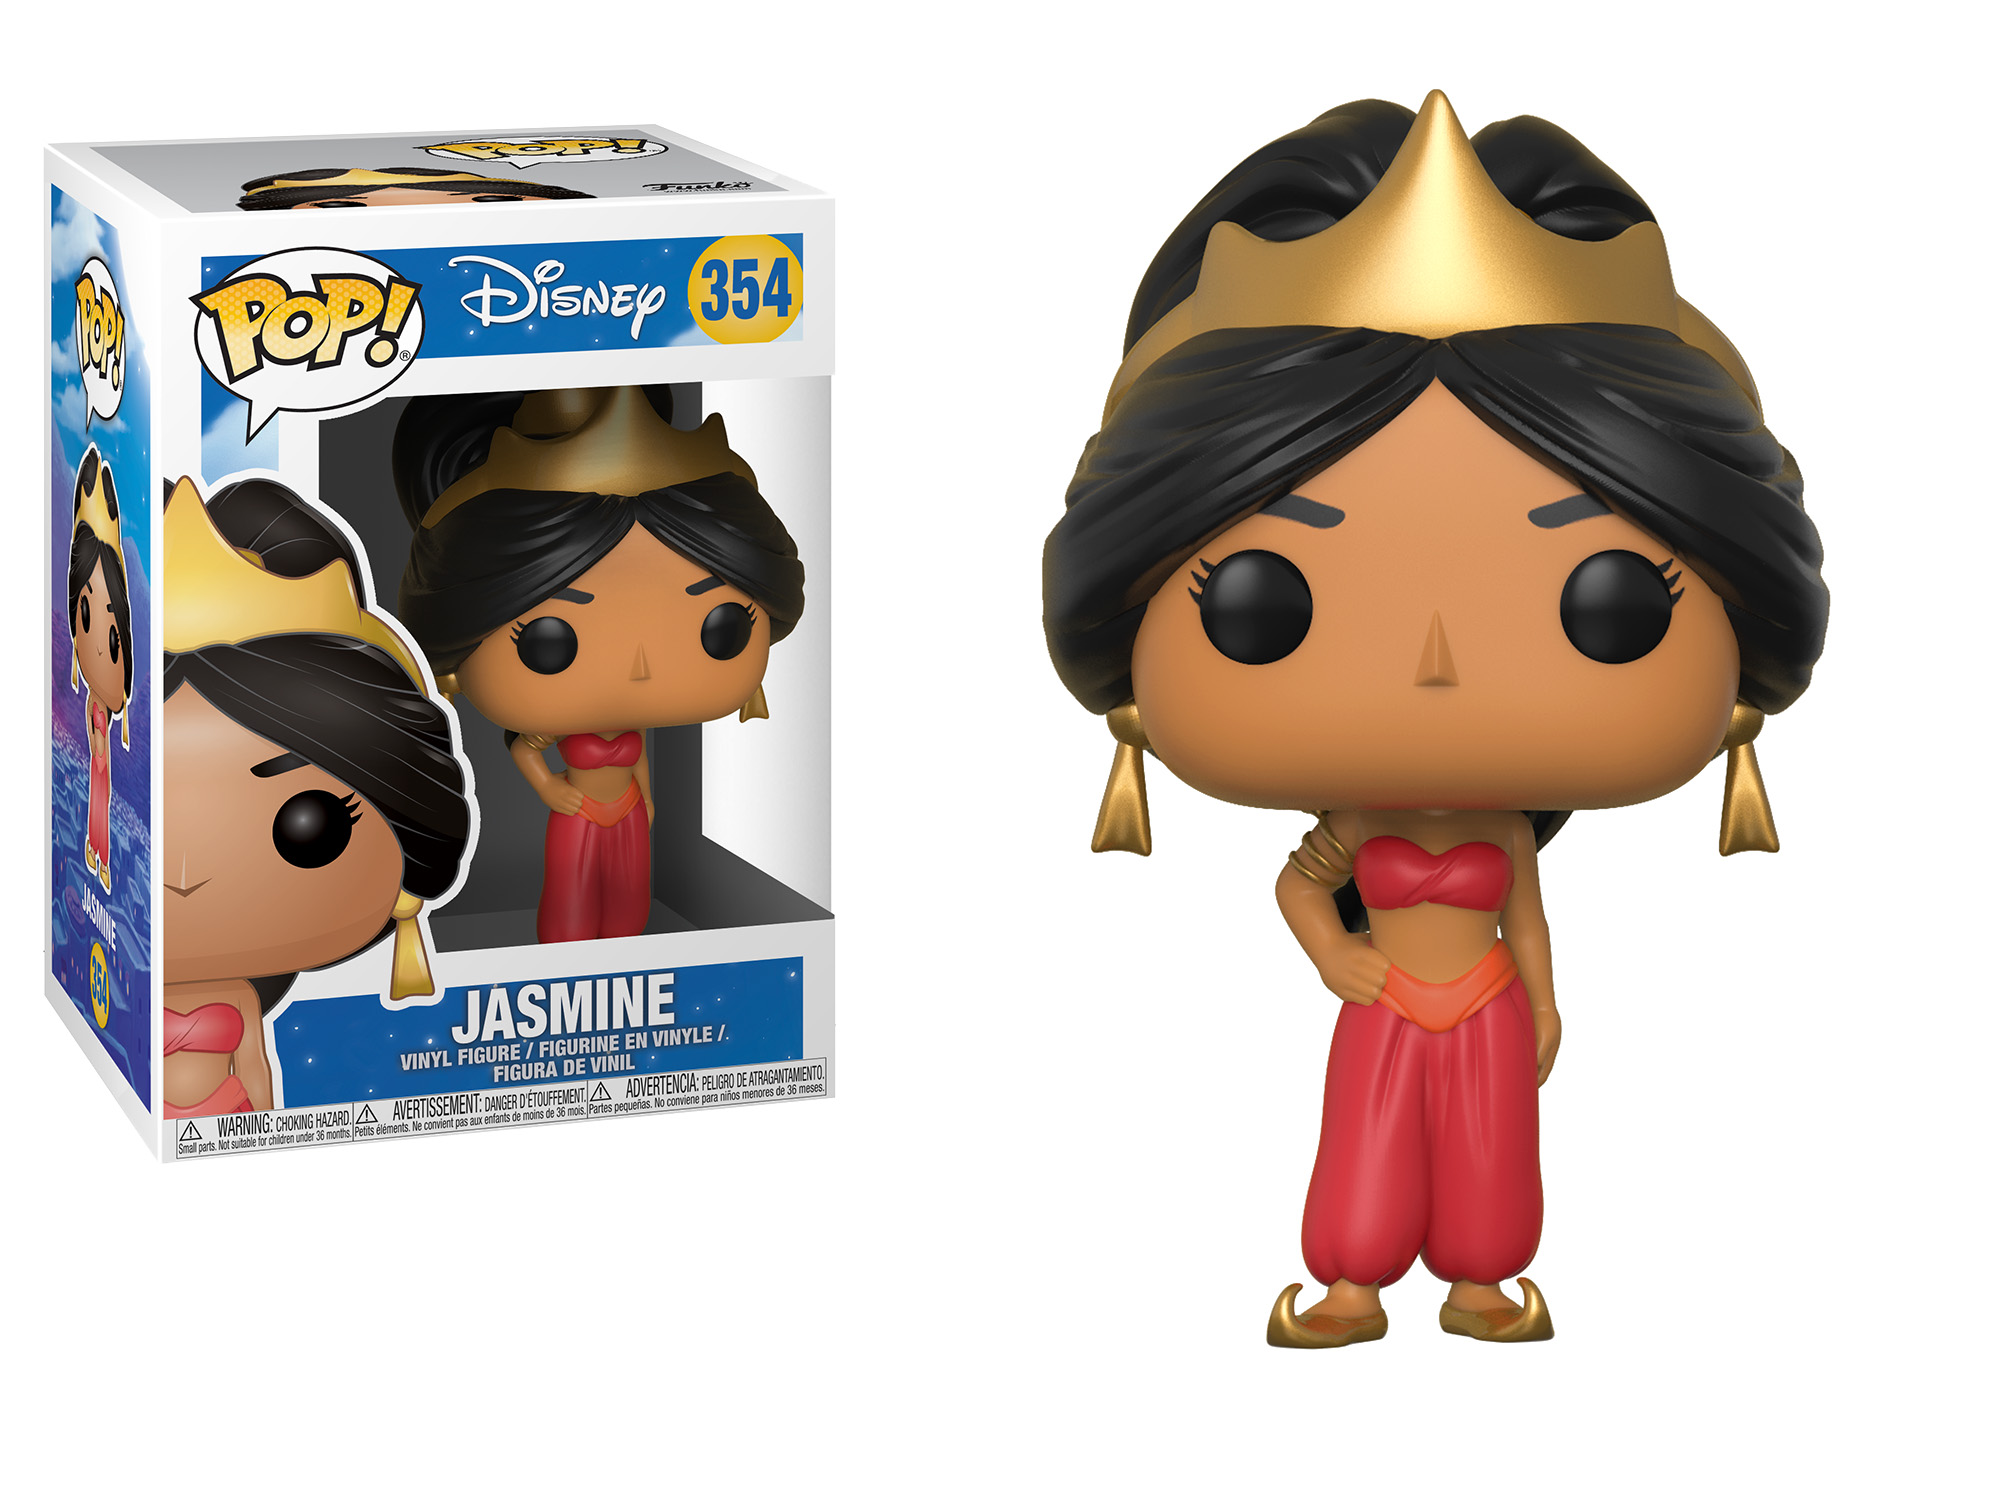 POP!
Funko
POP!
JASMINE
354
POP!®
Disney
354
JASMINE
VINYL FIGURE / FIGURINE EN VINYLE /
FIGURA DE VINIL
WARNING: CHOKING HAZARD.
Small parts. Not suitable for children under 36 months.
AVERTISSEMENT: DANGER D'ÉTOUFFEMENT.
Petits éléments. Ne convient pas aux enfants de moins de 36 mois.
ADVERTENCIA: PELIGRO DE ATRAGANTAMIENTO.
Partes pequeñas. No conviene para niños menores de 36 meses.